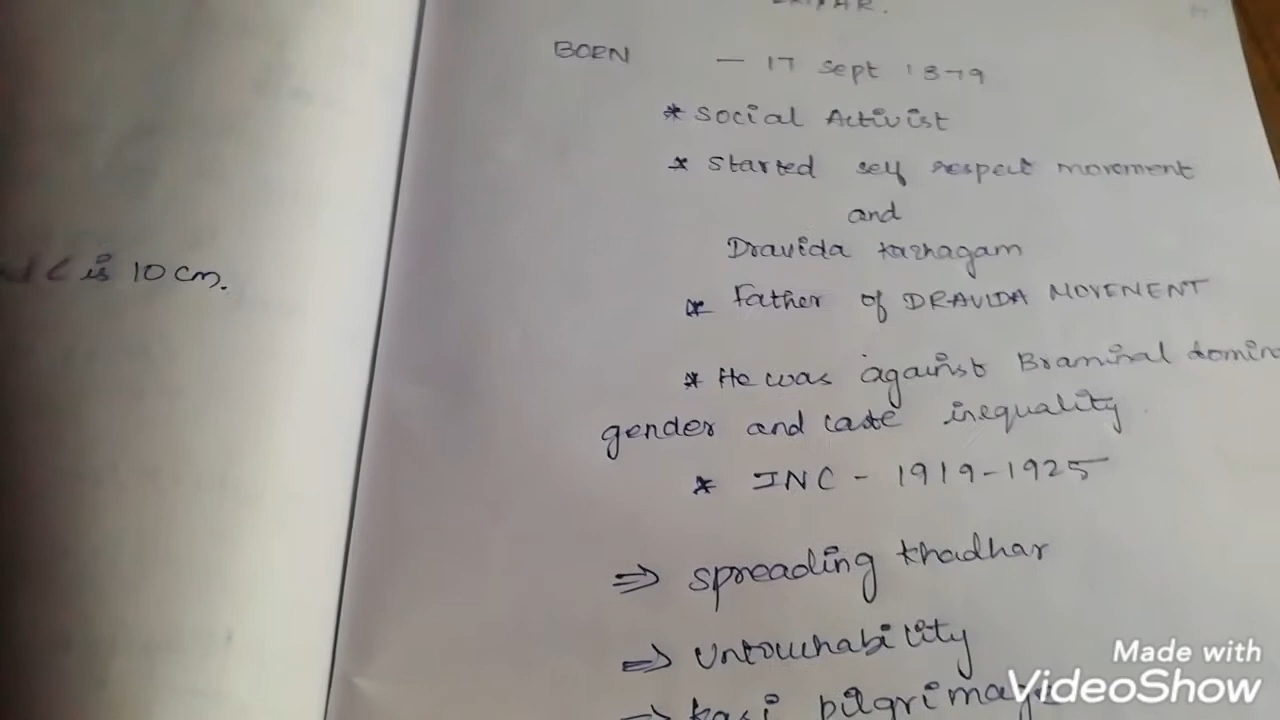 BORN - 17 Sept 1879
* Social Activist
* Started self respect movement
and
Dravida Kazhagam
* Father of DRAVIDA MOVEMENT
* He was against Braminal domin
gender and caste inequality
* INC - 1919-1925
⇒ spreading Khadhar
⇒ Untouchability
⇒ Kasi pilgrimage
C is 10 cm.
Made with
VideoShow